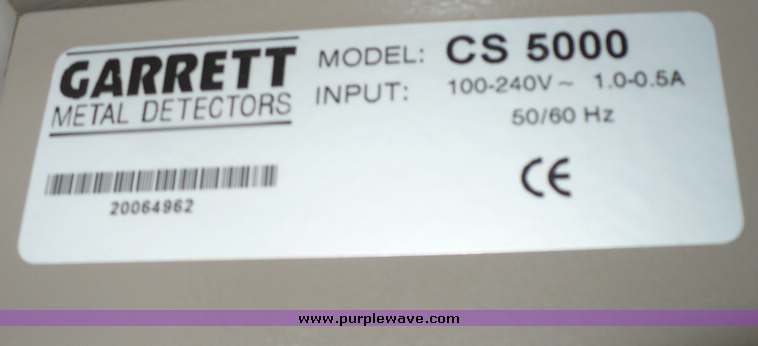 GARRETT
METAL DETECTORS
MODEL: CS 5000
INPUT: 100-240V ~ 1.0-0.5A
50/60 Hz
CE
20064962
www.purplewave.com